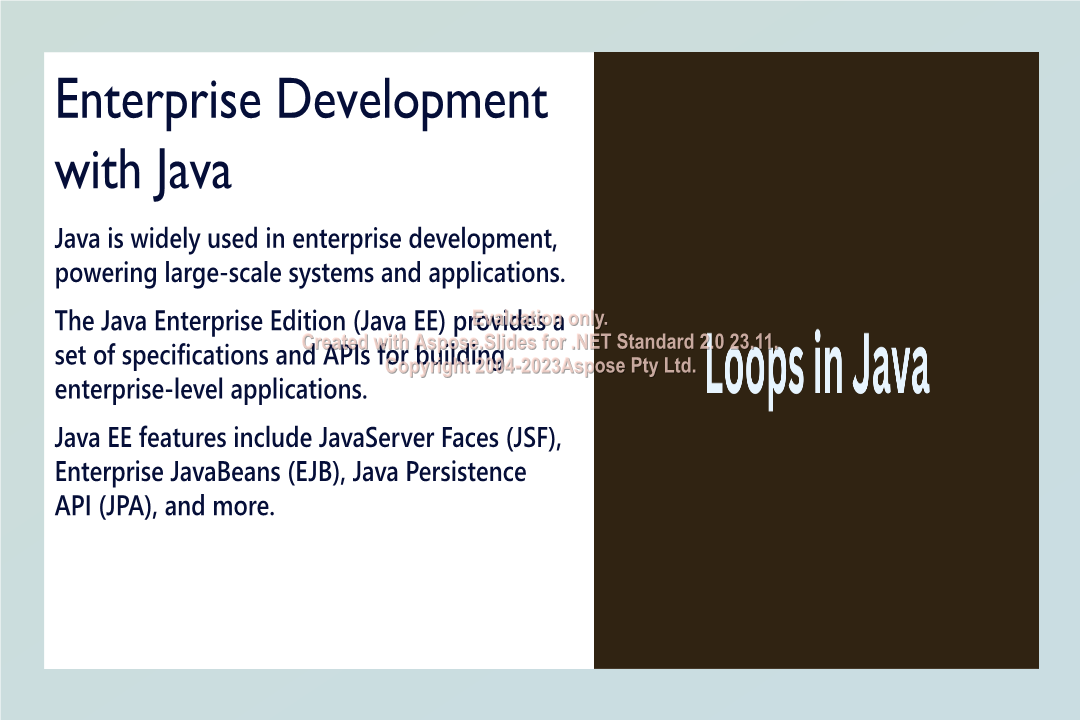 Enterprise Development
with Java
Java is widely used in enterprise development,
powering large-scale systems and applications.
The Java Enterprise Edition (Java EE) provides a
set of specifications and APIs for building
enterprise-level applications.
Java EE features include JavaServer Faces (JSF),
Enterprise JavaBeans (EJB), Java Persistence
API (JPA), and more.
Evaluation only.
Created with Aspose.Slides for .NET Standard 2.0 23.11.
Copyright 2004-2023Aspose Pty Ltd.
Loops in Java